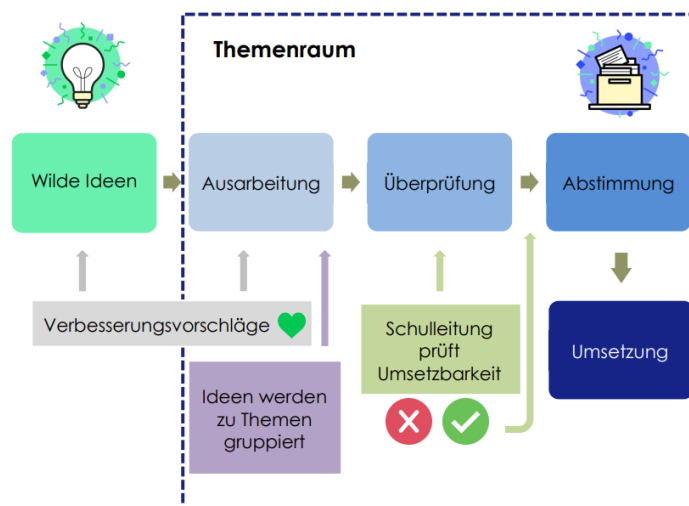 Themenraum
Wilde Ideen
Ausarbeitung
Überprüfung
Abstimmung
Verbesserungsvorschläge
Schulleitung
prüft
Umsetzbarkeit
Umsetzung
Ideen werden
zu Themen
gruppiert